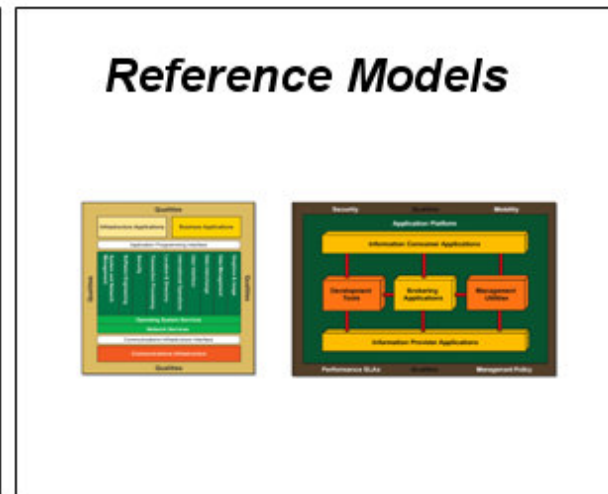 Reference Models
Qualities
Infrastructure Applications
Business Applications
Application Programming Interface
Qualities
Qualities
Operating System Services
Network Services
Communications Infrastructure Interface
Communications Infrastructure
Qualities
Security
Qualities
Mobility
Application Platform
Information Consumer Applications
Development
Tools
Brokering
Applications
Management
Utilities
Information Provider Applications
Performance SLAs
Qualities
Management Policy